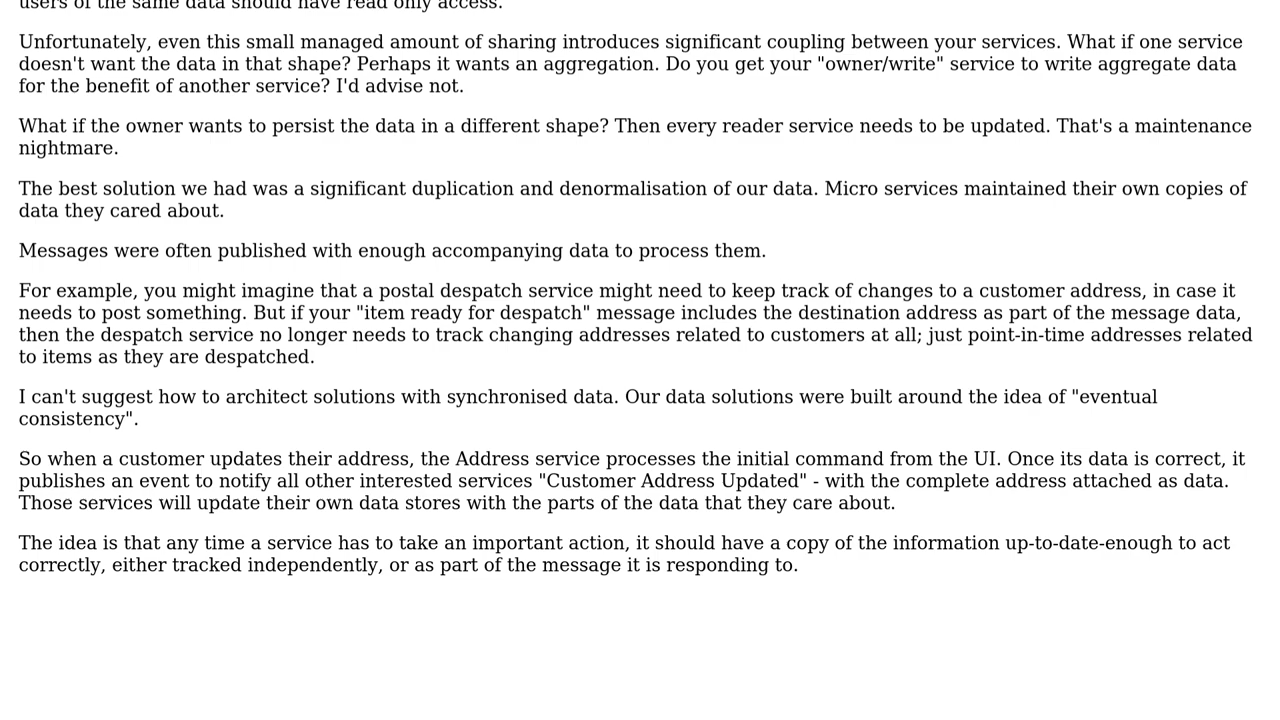 users of the same data should have read only access.
Unfortunately, even this small managed amount of sharing introduces significant coupling between your services. What if one service
doesn't want the data in that shape? Perhaps it wants an aggregation. Do you get your "owner/write" service to write aggregate data
for the benefit of another service? I'd advise not.
What if the owner wants to persist the data in a different shape? Then every reader service needs to be updated. That's a maintenance
nightmare.
The best solution we had was a significant duplication and denormalisation of our data. Micro services maintained their own copies of
data they cared about.
Messages were often published with enough accompanying data to process them.
For example, you might imagine that a postal despatch service might need to keep track of changes to a customer address, in case it
needs to post something. But if your "item ready for despatch" message includes the destination address as part of the message data,
then the despatch service no longer needs to track changing addresses related to customers at all; just point-in-time addresses related
to items as they are despatched.
I can't suggest how to architect solutions with synchronised data. Our data solutions were built around the idea of "eventual
consistency".
So when a customer updates their address, the Address service processes the initial command from the UI. Once its data is correct, it
publishes an event to notify all other interested services "Customer Address Updated" - with the complete address attached as data.
Those services will update their own data stores with the parts of the data that they care about.
The idea is that any time a service has to take an important action, it should have a copy of the information up-to-date-enough to act
correctly, either tracked independently, or as part of the message it is responding to.